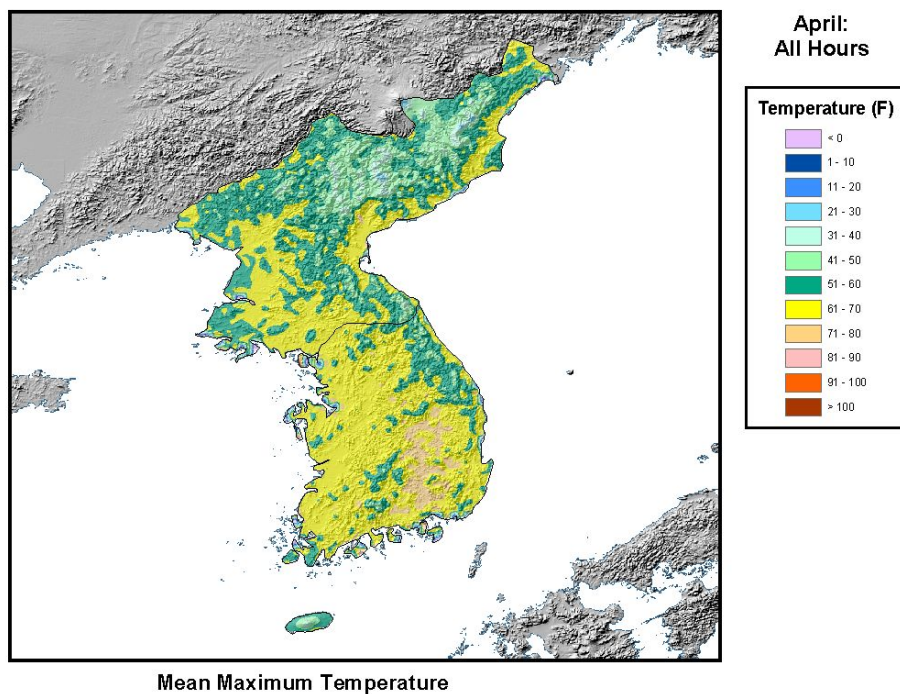 April:
All Hours
Temperature (F)
< 0
1 - 10
11 - 20
21 - 30
31 - 40
41 - 50
51 - 60
61 - 70
71 - 80
81 - 90
91 - 100
> 100
Mean Maximum Temperature